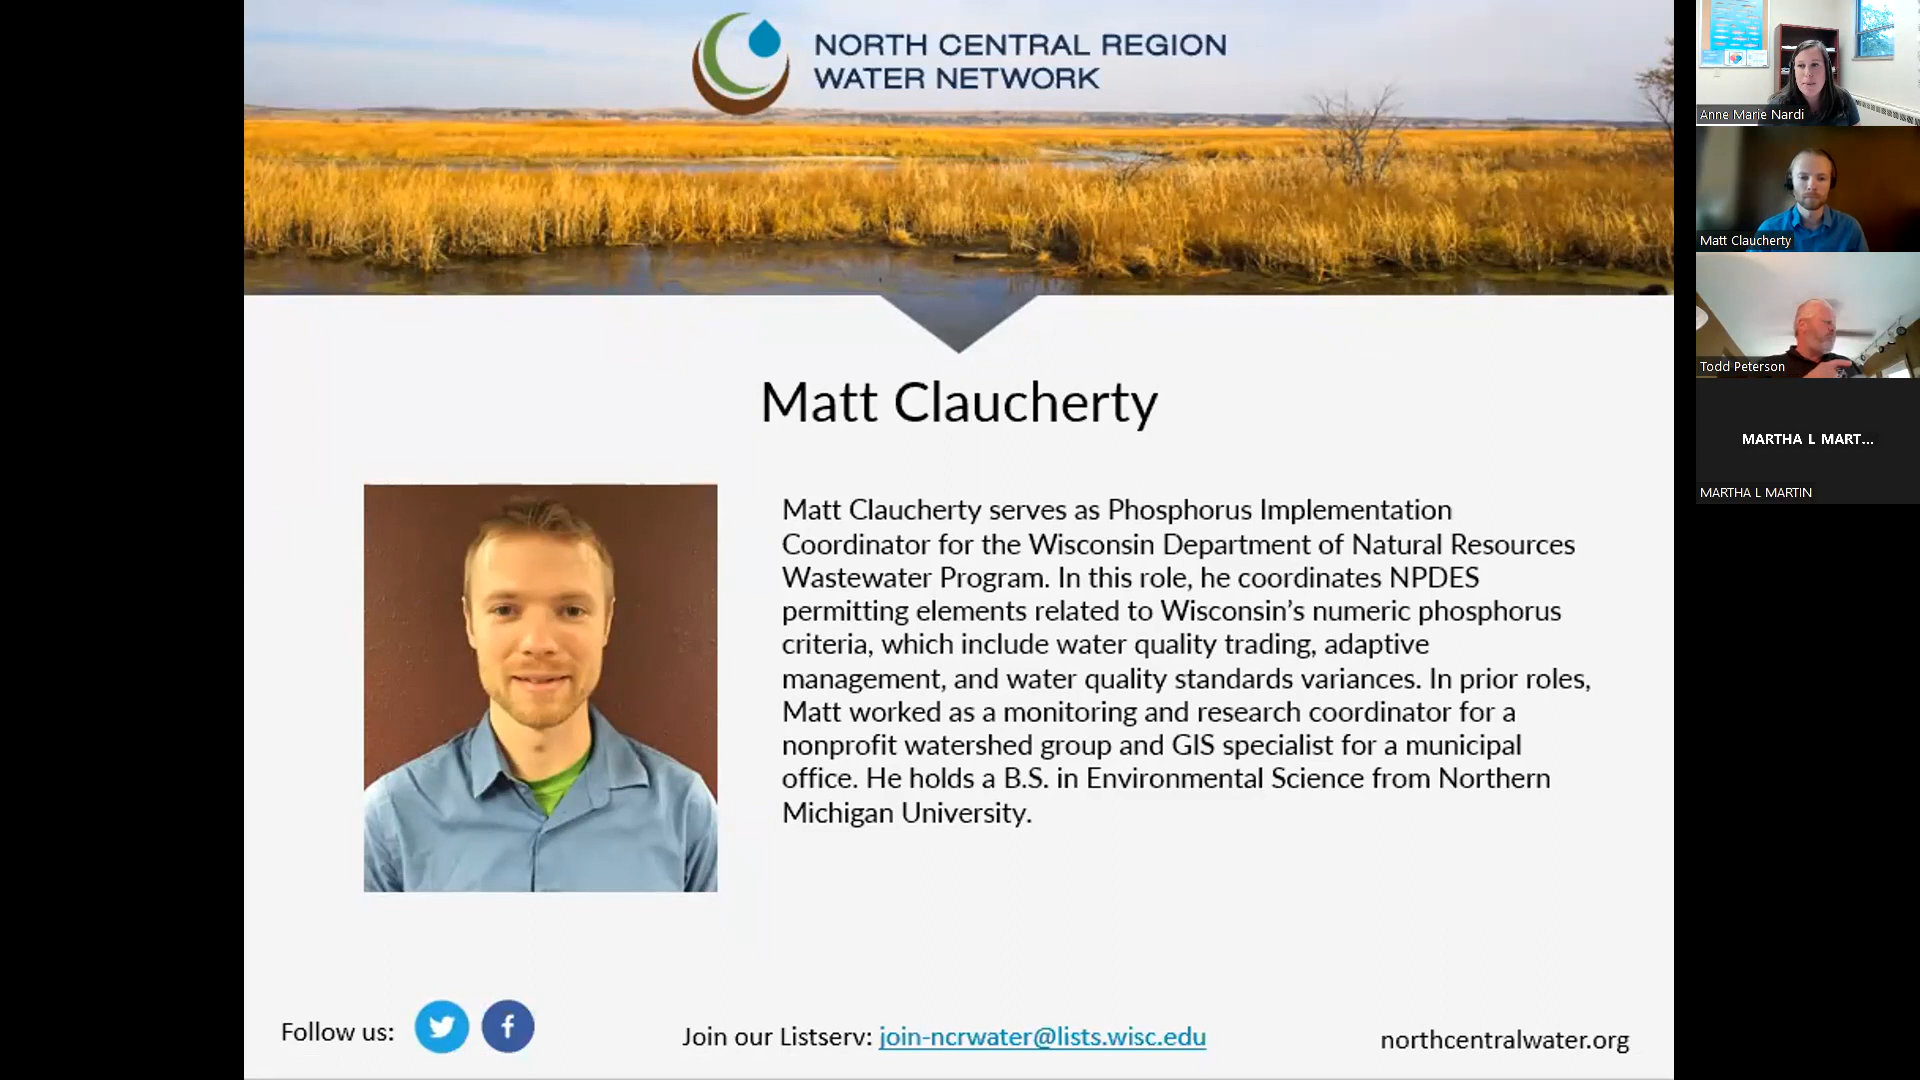 NORTH CENTRAL REGION
WATER NETWORK
Matt Claucherty
Matt Claucherty serves as Phosphorus Implementation
Coordinator for the Wisconsin Department of Natural Resources
Wastewater Program. In this role, he coordinates NPDES
permitting elements related to Wisconsin's numeric phosphorus
criteria, which include water quality trading, adaptive
management, and water quality standards variances. In prior roles,
Matt worked as a monitoring and research coordinator for a
nonprofit watershed group and GIS specialist for a municipal
office. He holds a B.S. in Environmental Science from Northern
Michigan University.
Follow us:
Join our Listserv: join-ncrwater@lists.wisc.edu
northcentralwater.org
Anne Marie Nardi
Matt Claucherty
Todd Peterson
MARTHA L MART...
MARTHA L MARTIN